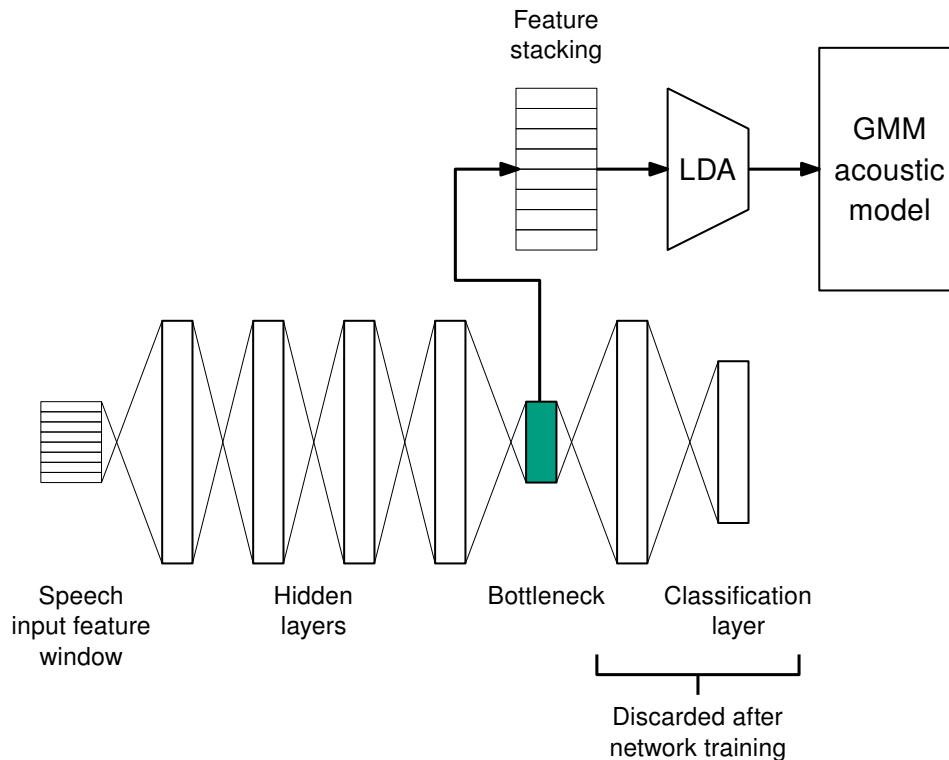 Feature
stacking
LDA
GMM
acoustic
model
Speech
input feature
window
Hidden
layers
Bottleneck
Classification
layer
Discarded after
network training